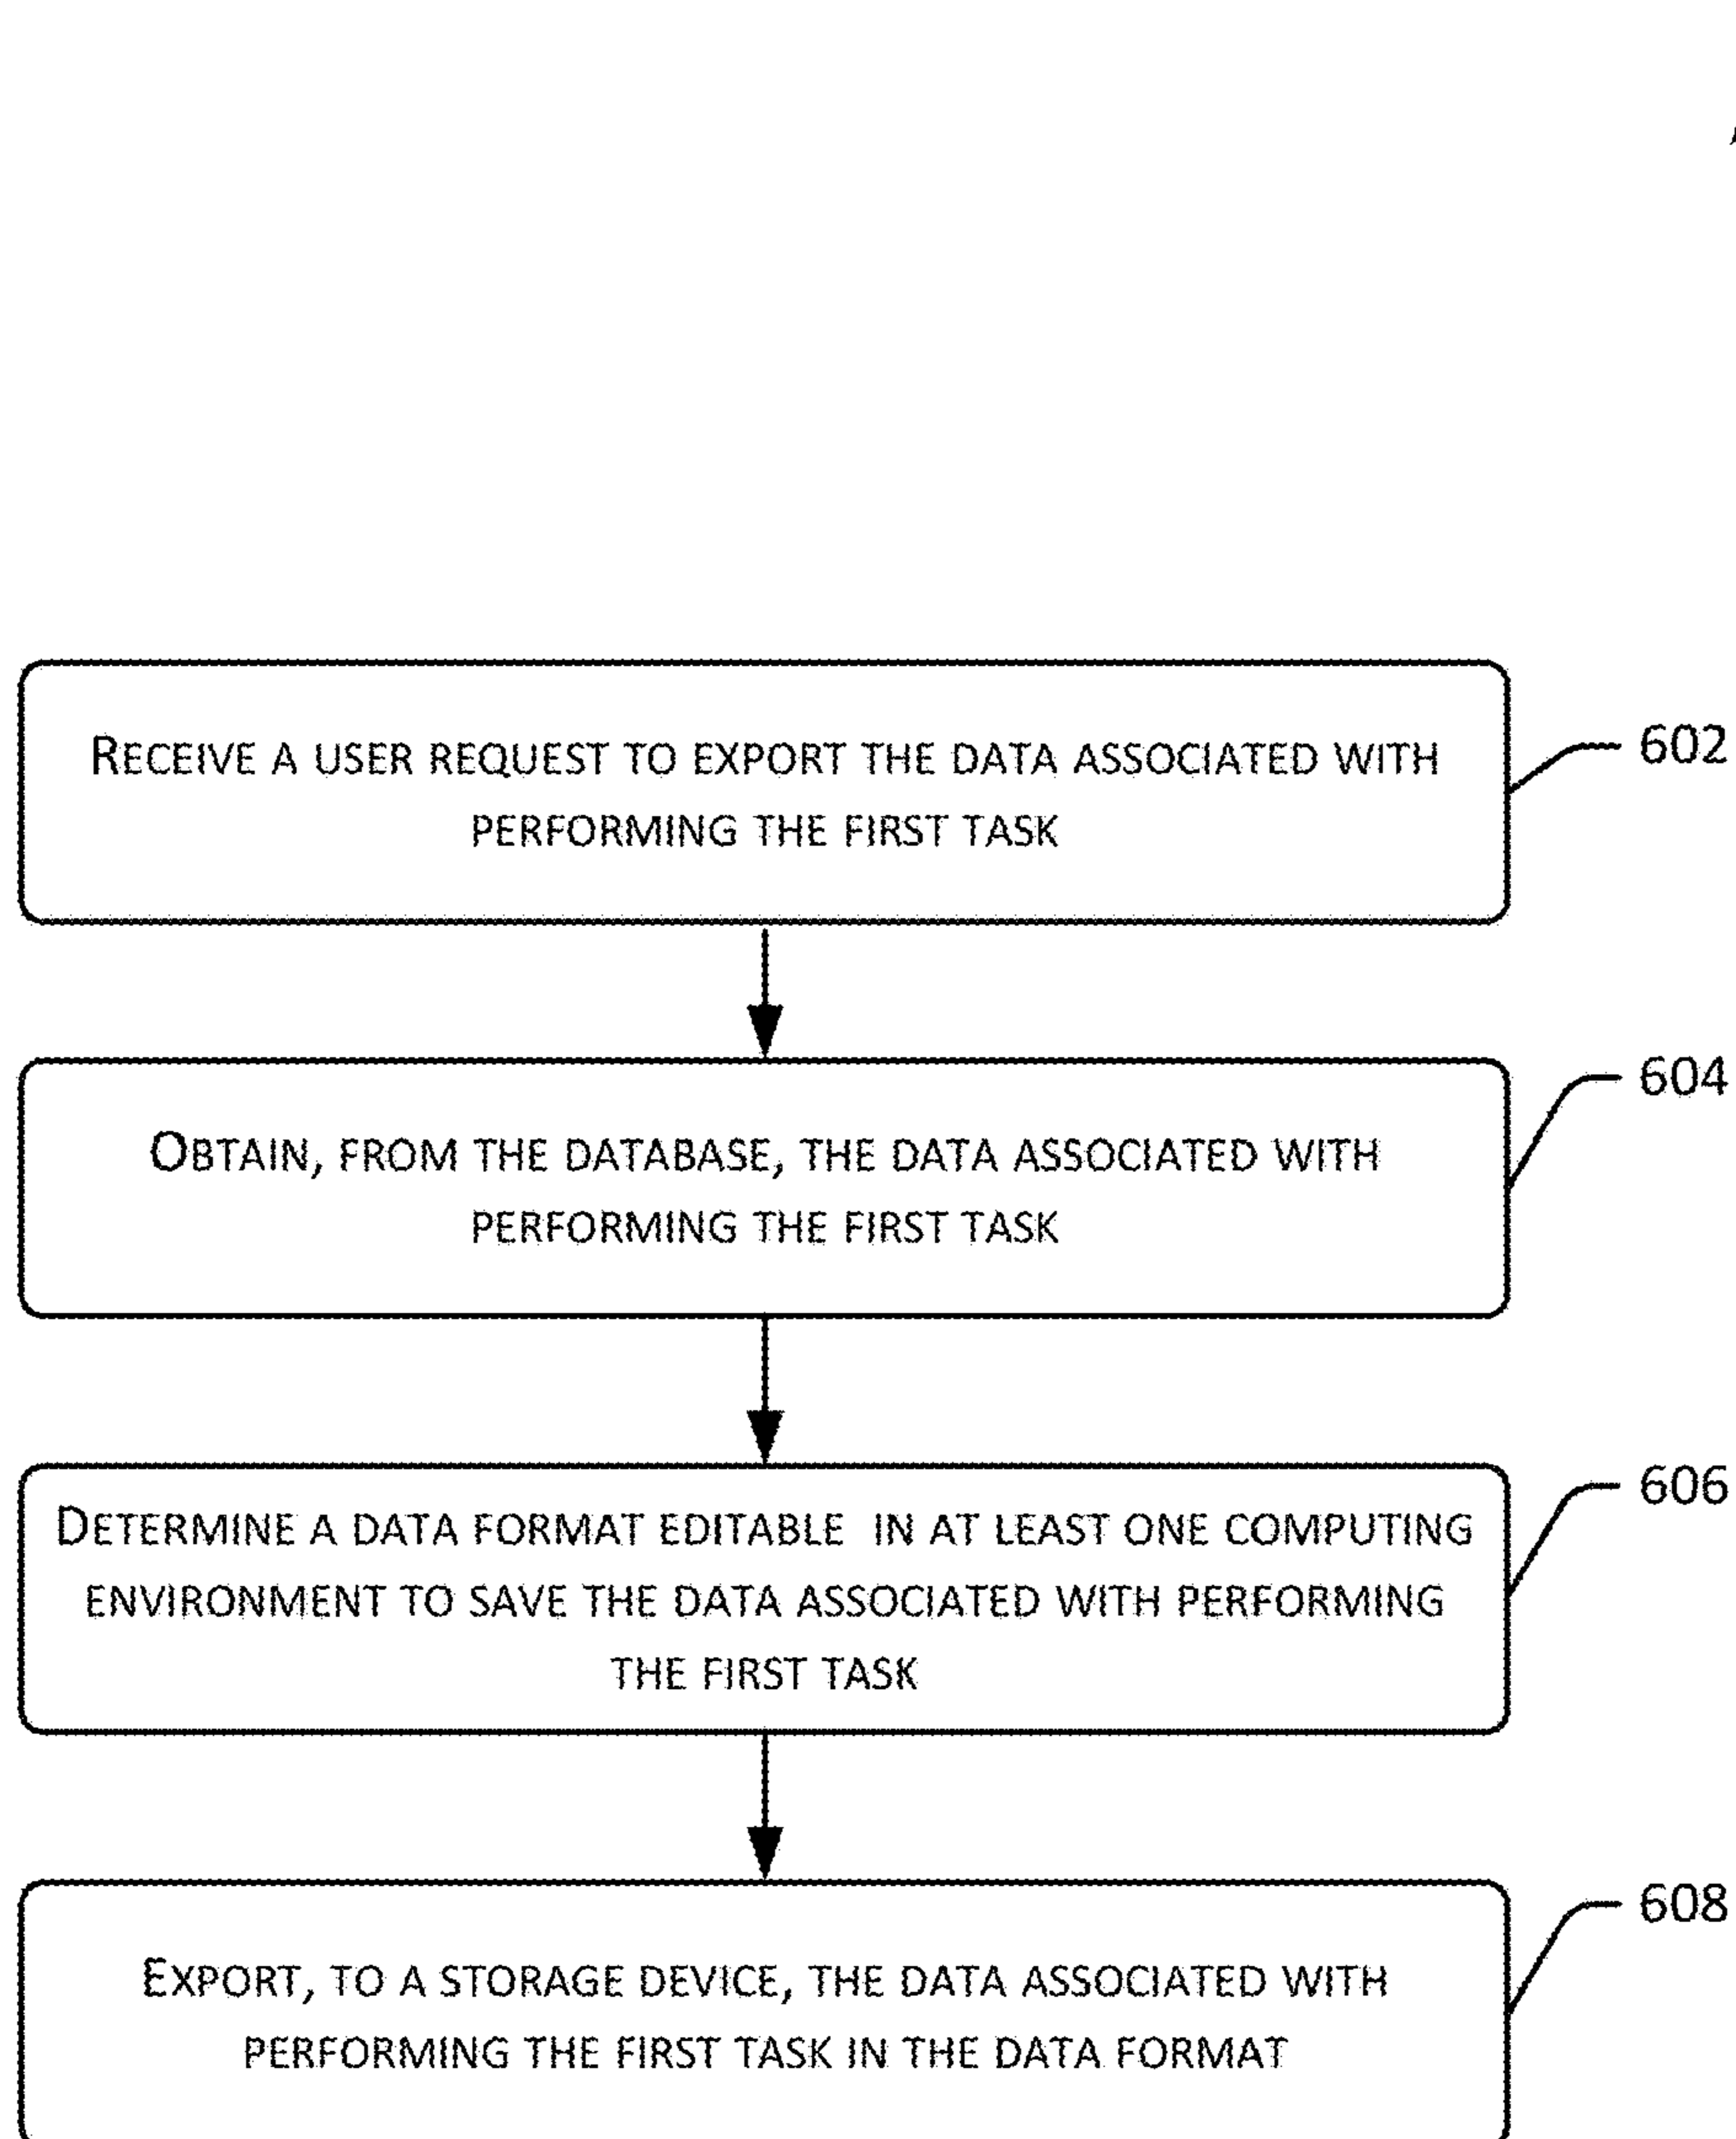 RECEIVE A USER REQUEST TO EXPORT THE DATA ASSOCIATED WITH
PERFORMING THE FIRST TASK
602
OBTAIN, FROM THE DATABASE, THE DATA ASSOCIATED WITH
PERFORMING THE FIRST TASK
604
DETERMINE A DATA FORMAT EDITABLE IN AT LEAST ONE COMPUTING
ENVIRONMENT TO SAVE THE DATA ASSOCIATED WITH PERFORMING
THE FIRST TASK
606
EXPORT, TO A STORAGE DEVICE, THE DATA ASSOCIATED WITH
PERFORMING THE FIRST TASK IN THE DATA FORMAT
608